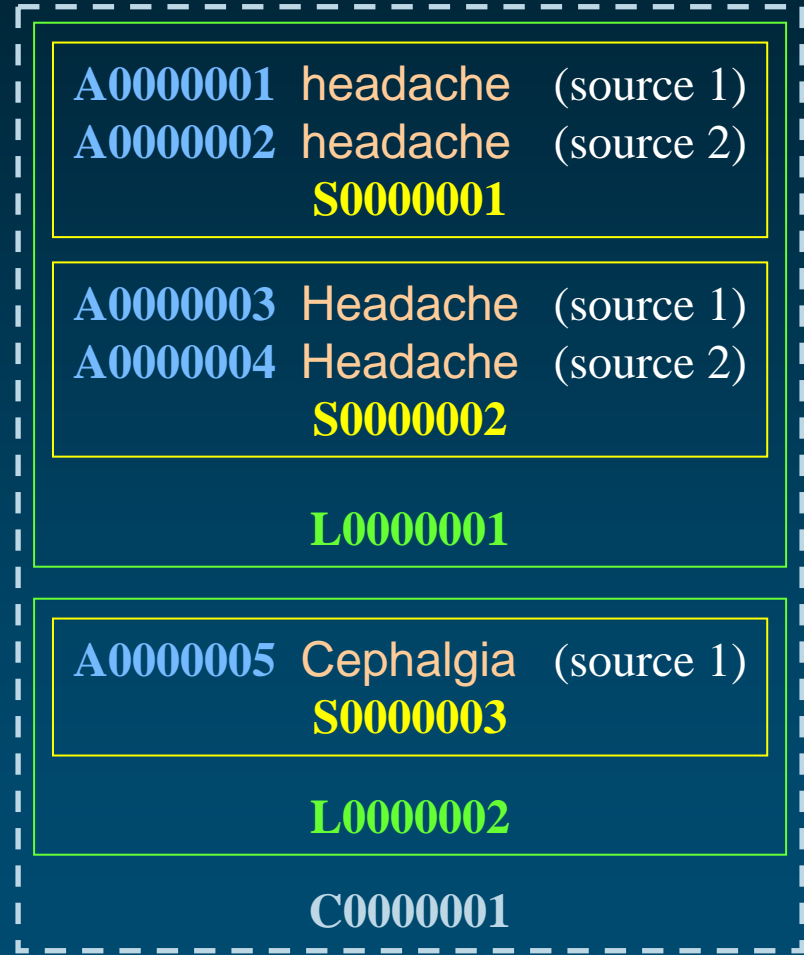 A0000001 headache (source 1)
A0000002 headache (source 2)
S0000001
A0000003 Headache (source 1)
A0000004 Headache (source 2)
S0000002
L0000001
A0000005 Cephalgia (source 1)
S0000003
L0000002
C0000001